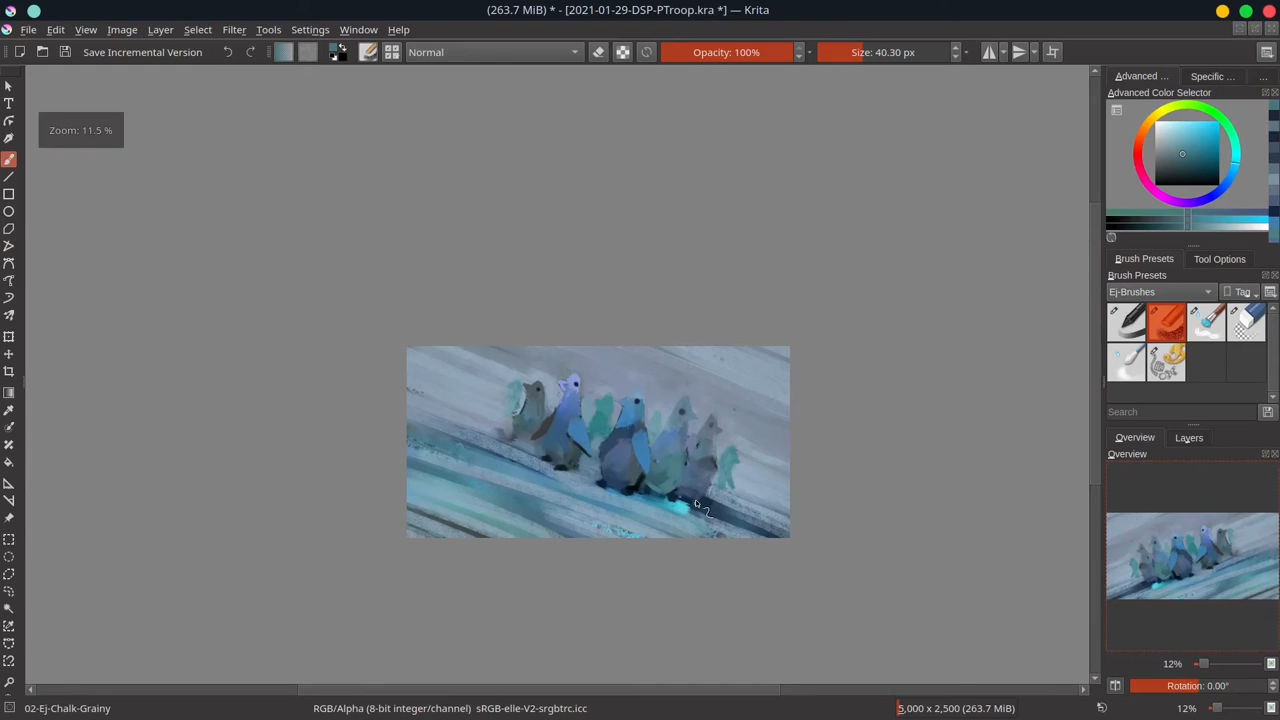 (263.7 MiB) * - [2021-01-29-DSP-PTroop.kra *] — Krita
File Edit View Image Layer Select Filter Tools Settings Window Help
Save Incremental Version Normal Opacity: 100% Size: 40.30 px
Advanced ... Specific ... ...
Advanced Color Selector
Zoom: 11.5 %
Brush Presets Tool Options
Brush Presets
Ej-Brushes Tag
Search
Overview Layers
Overview
12%
Rotation: 0.00°
02-Ej-Chalk-Grainy RGB/Alpha (8-bit integer/channel) sRGB-elle-V2-srgbtrc.icc 5,000 x 2,500 (263.7 MiB) 12%